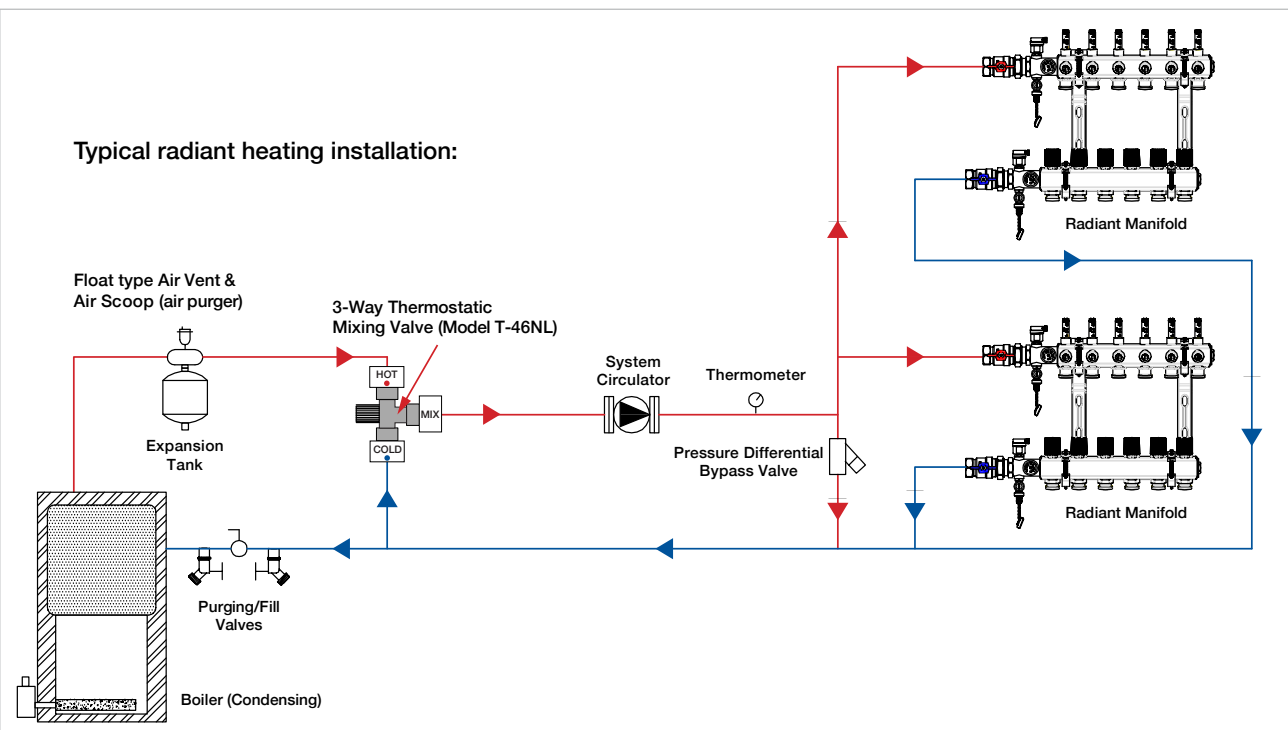 Typical radiant heating installation:
Float type Air Vent &
Air Scoop (air purger)
3-Way Thermostatic
Mixing Valve (Model T-46NL)
HOT
MIX
COLD
Expansion
Tank
System
Circulator
Thermometer
Pressure Differential
Bypass Valve
Radiant Manifold
Radiant Manifold
Purging/Fill
Valves
Boiler (Condensing)